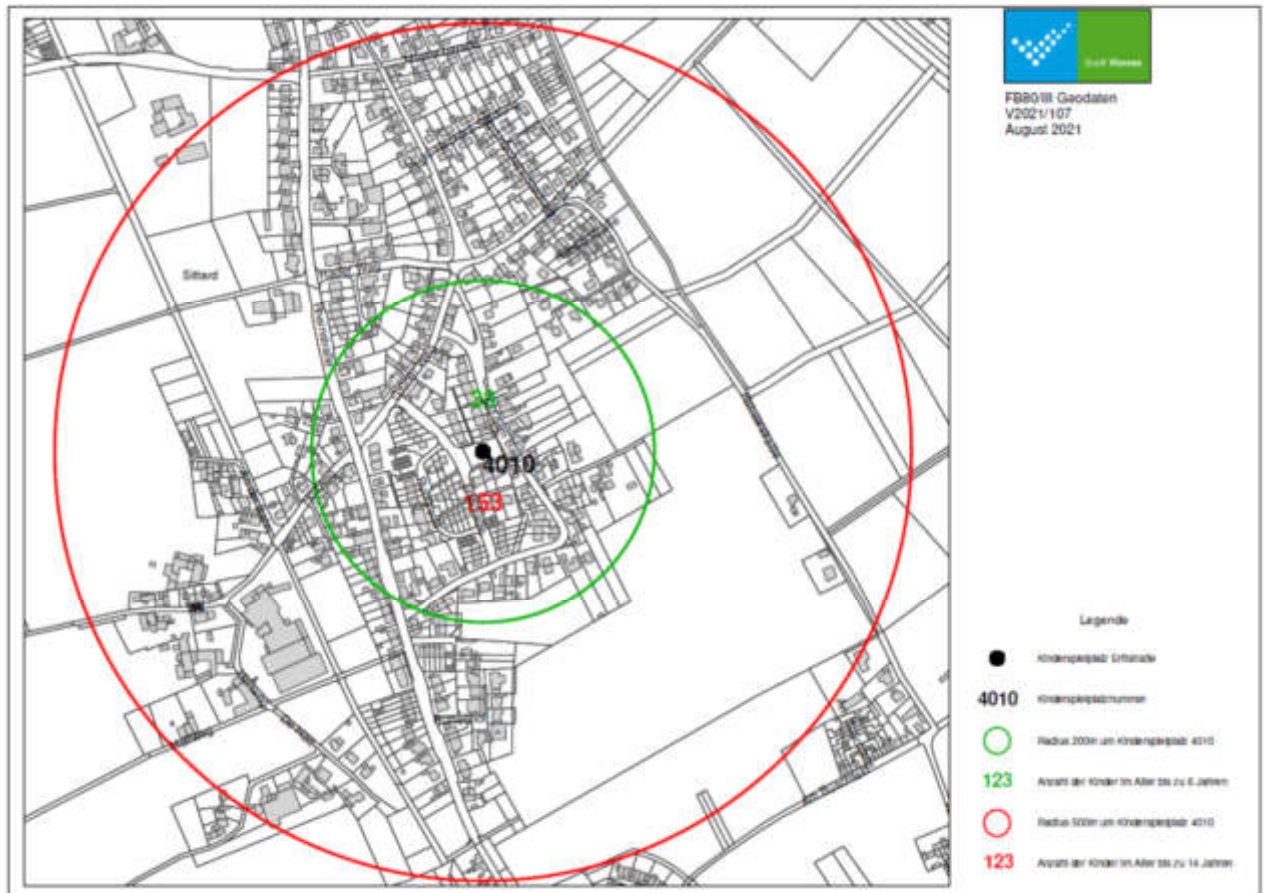 Stadt Viersen
FB80/III Geodaten
V2021/107
August 2021
Sittard
4010
153
Legende
Kinderspielplatz
4010 Kinderspielplatznummer
Radius 200m um Kinderspielplatz 4010
123 Anzahl der Kinder im Alter bis zu 6 Jahren
Radius 500m um Kinderspielplatz 4010
123 Anzahl der Kinder im Alter bis zu 14 Jahren